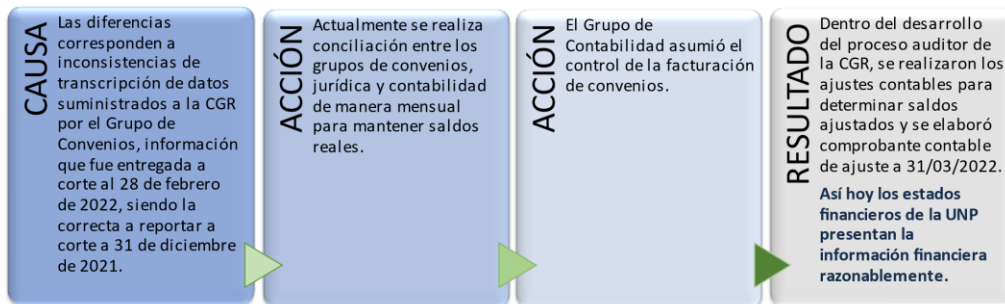 CAUSA
Las diferencias
corresponden a
inconsistencias de
transcripción de datos
suministrados a la CGR
por el Grupo de
Convenios, información
que fue entregada a
corte al 28 de febrero
de 2022, siendo la
correcta a reportar a
corte a 31 de diciembre
de 2021.
ACCIÓN
Actualmente se realiza
conciliación entre los
grupos de convenios,
jurídica y contabilidad
de manera mensual
para mantener saldos
reales.
ACCIÓN
El Grupo de
Contabilidad asumió el
control de la facturación
de convenios.
RESULTADO
Dentro del desarrollo
del proceso auditor de
la CGR, se realizaron los
ajustes contables para
determinar saldos
ajustados y se elaboró
comprobante contable
de ajuste a 31/03/2022.
Así hoy los estados
financieros de la UNP
presentan la
información financiera
razonablemente.